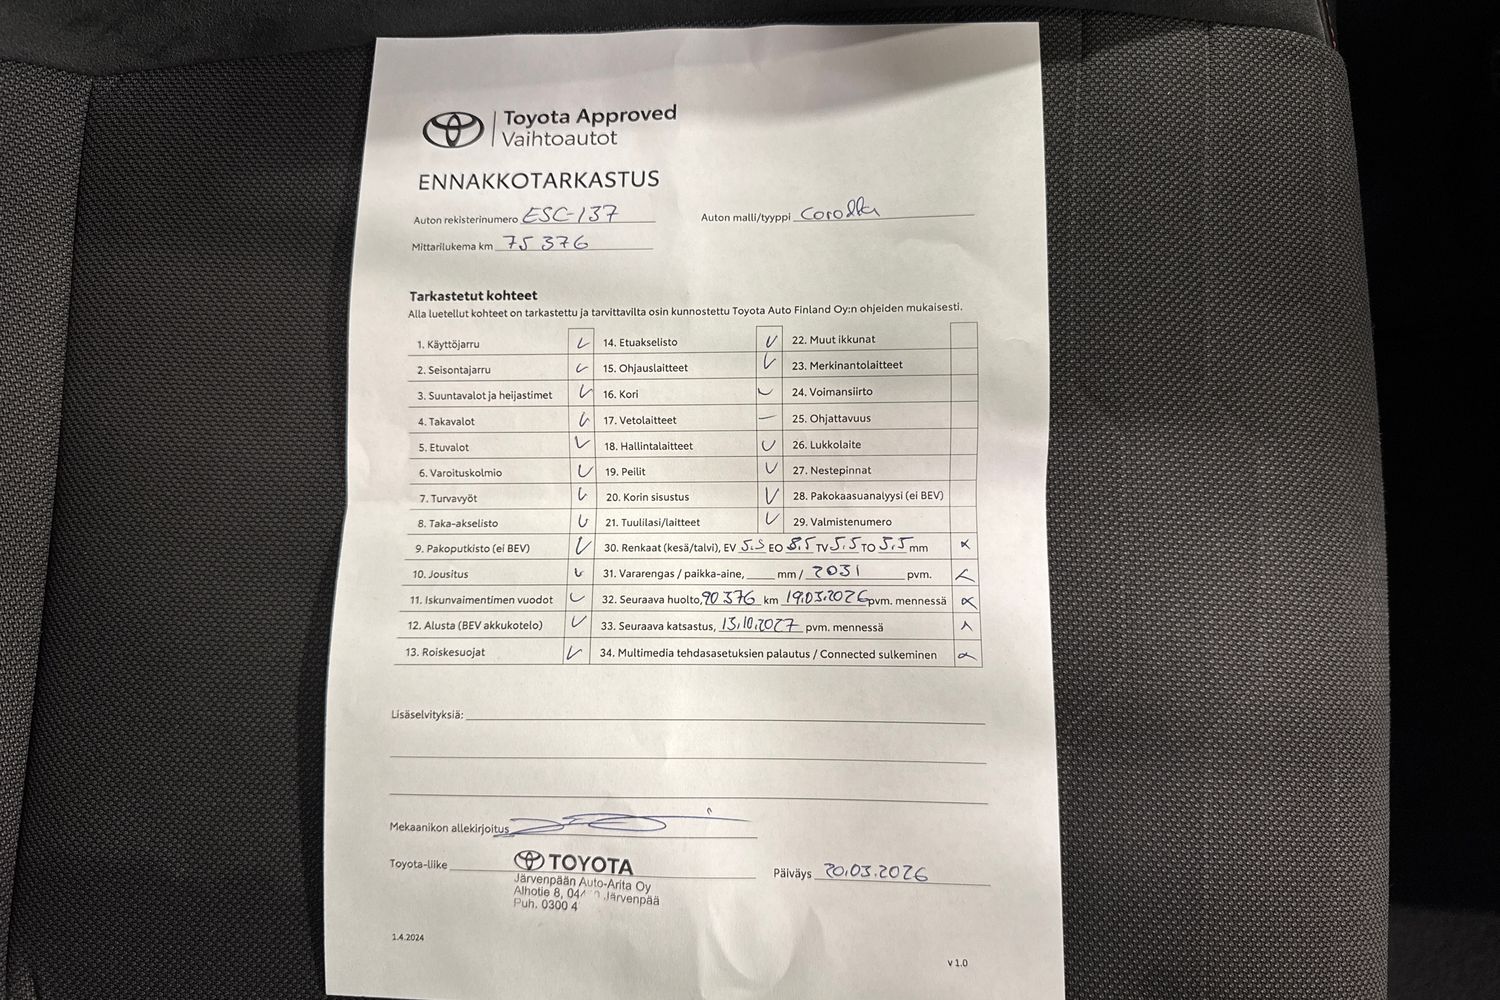 Toyota Approved
Vaihtoautot
ENNAKKOTARKASTUS
Auton rekisterinumero ESC-137 Auton malli/tyyppi Corolla
Mittarilukema km 75 376
Tarkastetut kohteet
Alla luetellut kohteet on tarkastettu ja tarvittavilta osin kunnostettu Toyota Auto Finland Oy:n ohjeiden mukaisesti.
1. Käyttöjarru 14. Etuakselisto 22. Muut ikkunat
2. Seisontajarru 15. Ohjauslaitteet 23. Merkinantolaitteet
3. Suuntavalot ja heijastimet 16. Kori 24. Voimansiirto
4. Takavalot 17. Vetolaitteet — 25. Ohjattavuus
5. Etuvalot 18. Hallintalaitteet 26. Lukkolaite
6. Varoituskolmio 19. Peilit 27. Nestepinnat
7. Turvavyöt 20. Korin sisustus 28. Pakokaasuanalyysi (ei BEV)
8. Taka-akselisto 21. Tuulilasi/laitteet 29. Valmistenumero
9. Pakoputkisto (ei BEV) 30. Renkaat (kesä/talvi), EV 5.5 EO TV 5.5 TO 5.5 mm
10. Jousitus 31. Vararengas / paikka-aine, mm / 2031 pvm.
11. Iskunvaimentimen vuodot 32. Seuraava huolto, 90 376 km 19.03.2026 pvm. mennessä
12. Alusta (BEV akkukotelo) 33. Seuraava katsastus, 13.10.2027 pvm. mennessä
13. Roiskesuojat 34. Multimedia tehdasasetuksien palautus / Connected sulkeminen
Lisäselvityksiä:
Mekaanikon allekirjoitus
Toyota-liike TOYOTA Päiväys 20.03.2026
Järvenpään Auto-Arita Oy
Alhotie 8, Järvenpää
Puh. 0300 4
1.4.2024
v 1.0